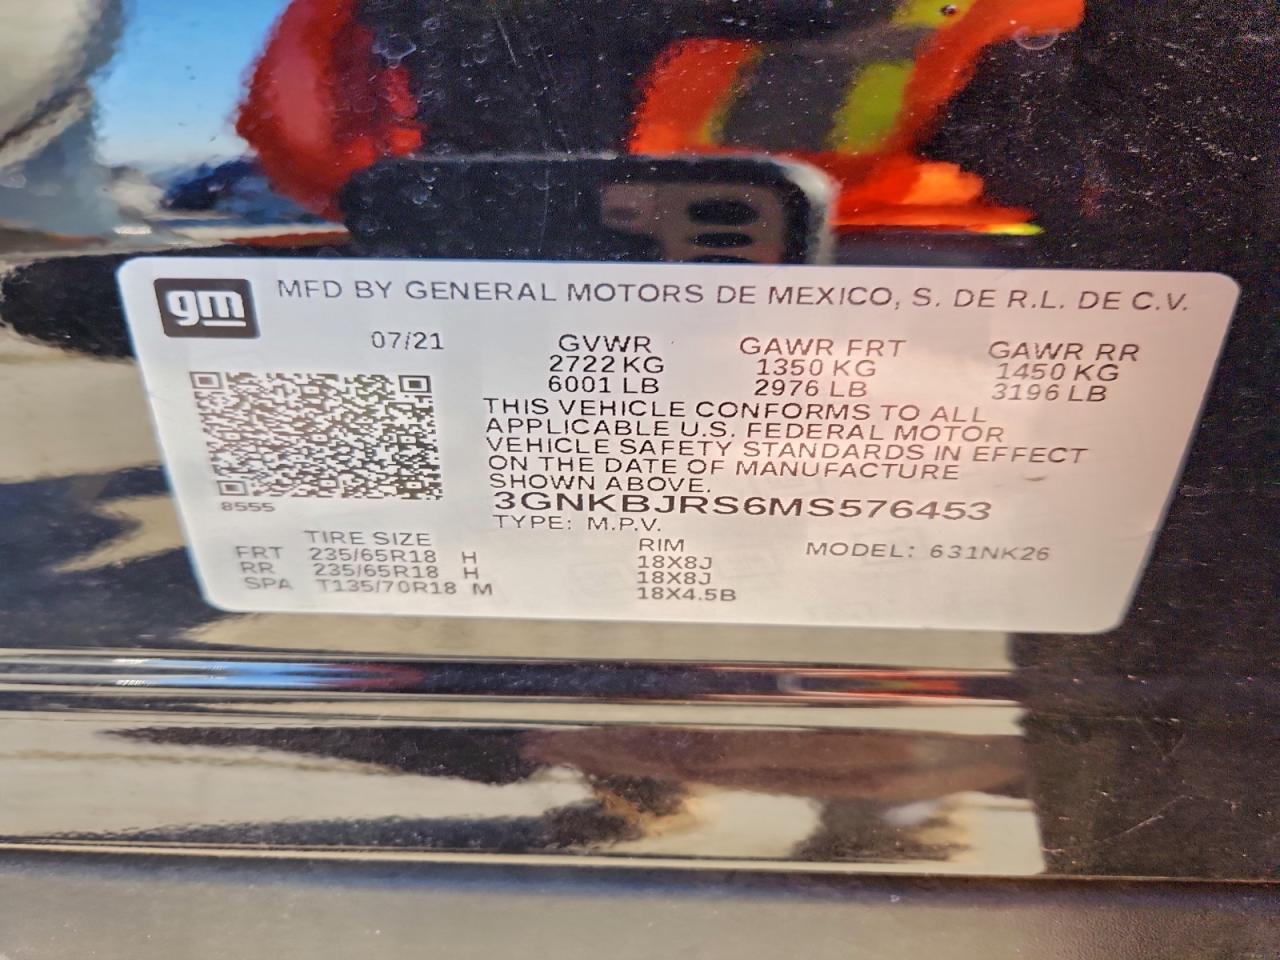 gm MFD BY GENERAL MOTORS DE MEXICO, S. DE R.L. DE C.V.
07/21 GVWR GAWR FRT GAWR RR
2722 KG 1350 KG 1450 KG
6001 LB 2976 LB 3196 LB
THIS VEHICLE CONFORMS TO ALL
APPLICABLE U.S. FEDERAL MOTOR
VEHICLE SAFETY STANDARDS IN EFFECT
ON THE DATE OF MANUFACTURE
SHOWN ABOVE.
8555 3GNKBJRS6MS576453
TYPE: M.P.V.
TIRE SIZE RIM MODEL: 631NK26
FRT 235/65R18 H 18X8J
RR 235/65R18 H 18X8J
SPA T135/70R18 M 18X4.5B